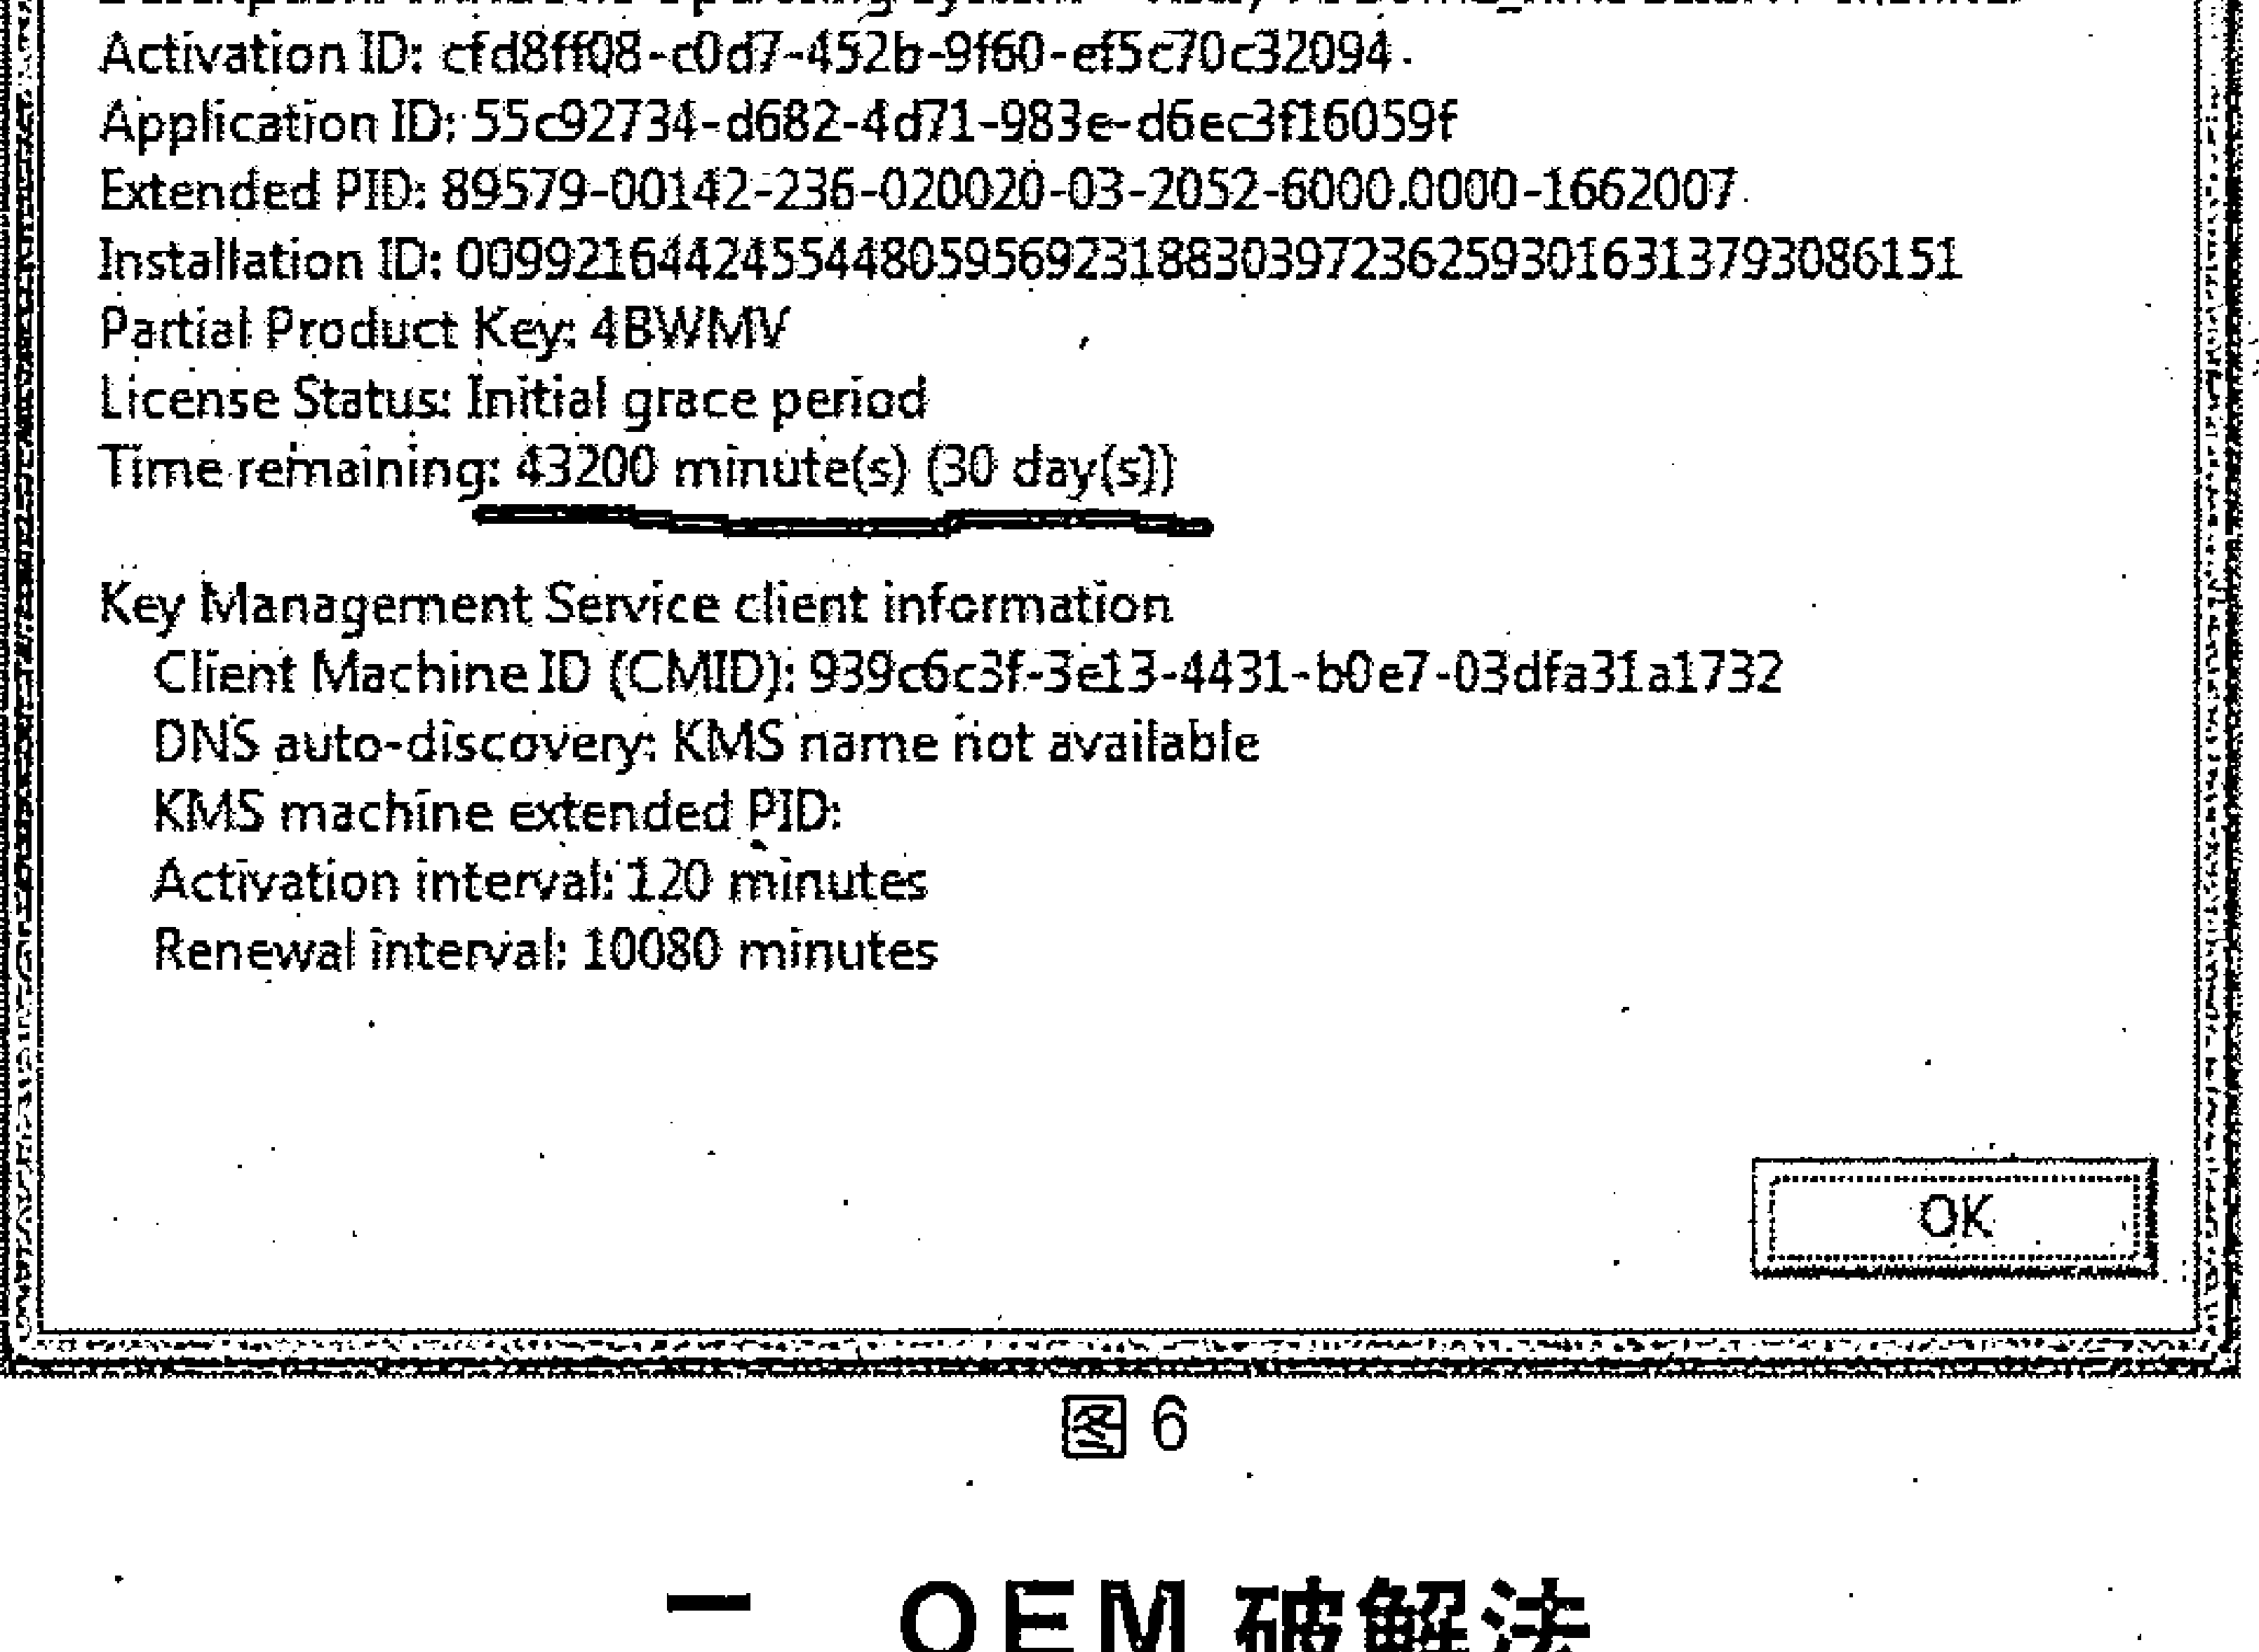 Activation ID: cfd8ff08-c0d7-452b-9f60-ef5c70c32094
Application ID: 55c92734-d682-4d71-983e-d6ec3f16059f
Extended PID: 89579-00142-236-020020-03-2052-6000.0000-1662007
Installation ID: 009921644245544805956923188303972362593016313793086151
Partial Product Key: 4BWMV
License Status: Initial grace period
Time remaining: 43200 minute(s) (30 day(s))
Key Management Service client information
Client Machine ID (CMID): 939c6c3f-3e13-4431-b0e7-03dfa31a1732
DNS auto-discovery: KMS name not available
KMS machine extended PID:
Activation interval: 120 minutes
Renewal interval: 10080 minutes
OK
图 6
OEM 破解法